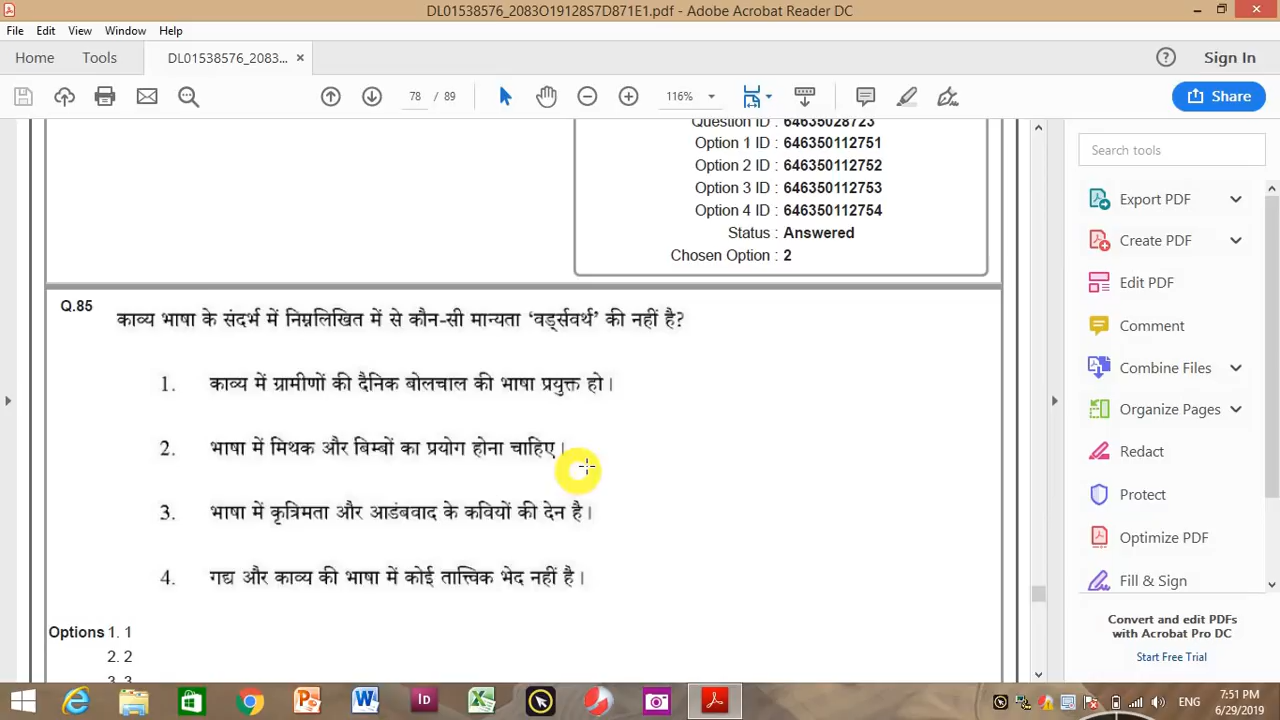 DL01538576_2083O19128S7D871E1.pdf - Adobe Acrobat Reader DC
File Edit View Window Help
Home Tools DL01538576_2083... × Sign In
78 / 89 116% Share
Question ID : 64635028723
Option 1 ID : 646350112751
Option 2 ID : 646350112752
Option 3 ID : 646350112753
Option 4 ID : 646350112754
Status : Answered
Chosen Option : 2
Q.85 काव्य भाषा के संदर्भ में निम्नलिखित में से कौन-सी मान्यता ‘वर्ड्सवर्थ’ की नहीं है?
1. काव्य में ग्रामीणों की दैनिक बोलचाल की भाषा प्रयुक्त हो।
2. भाषा में मिथक और बिम्बों का प्रयोग होना चाहिए।
3. भाषा में कृत्रिमता और आडंबवाद के कवियों की देन है।
4. गद्य और काव्य की भाषा में कोई तात्त्विक भेद नहीं है।
Options 1. 1
2. 2
3. 3
Search tools
Export PDF
Create PDF
Edit PDF
Comment
Combine Files
Organize Pages
Redact
Protect
Optimize PDF
Fill & Sign
Convert and edit PDFs
with Acrobat Pro DC
Start Free Trial
ENG
7:51 PM
6/29/2019